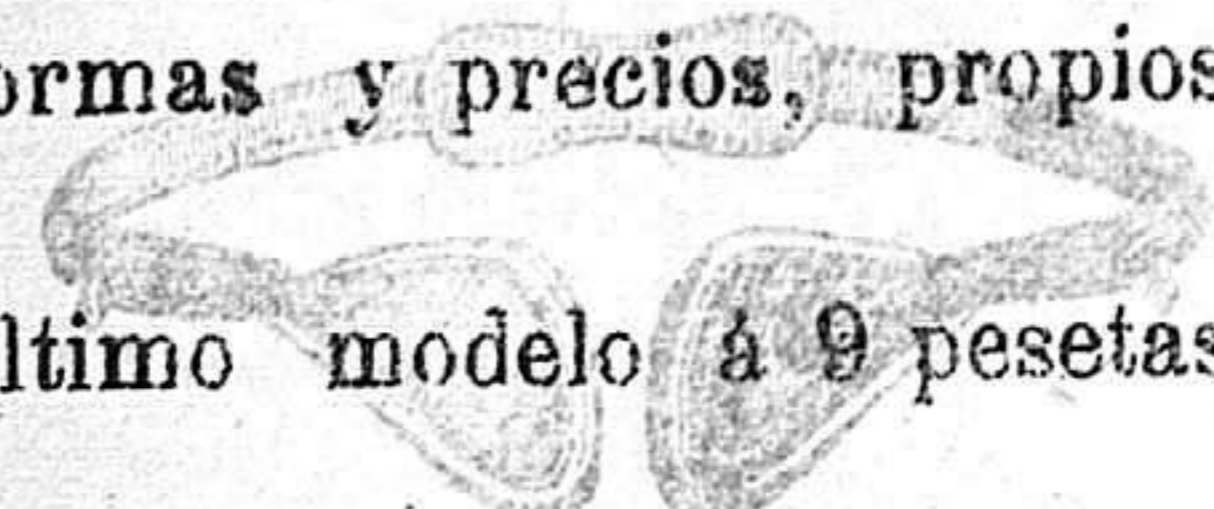 ormas y precios, propios
ltimo modelo á 9 pesetas